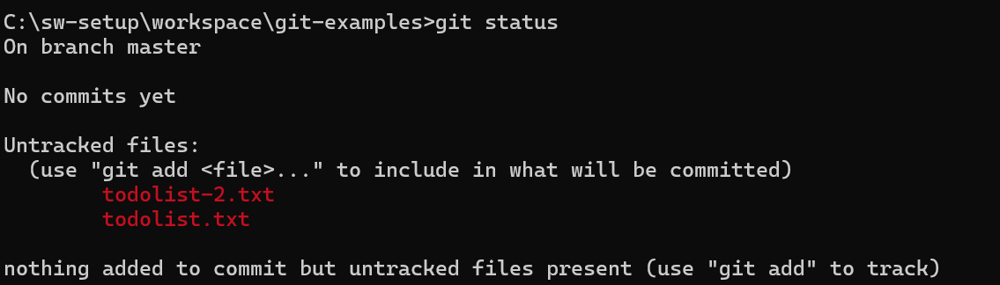 C:\sw-setup\workspace\git-examples>git status
On branch master
No commits yet
Untracked files:
(use "git add <file>..." to include in what will be committed)
todolist-2.txt
todolist.txt
nothing added to commit but untracked files present (use "git add" to track)